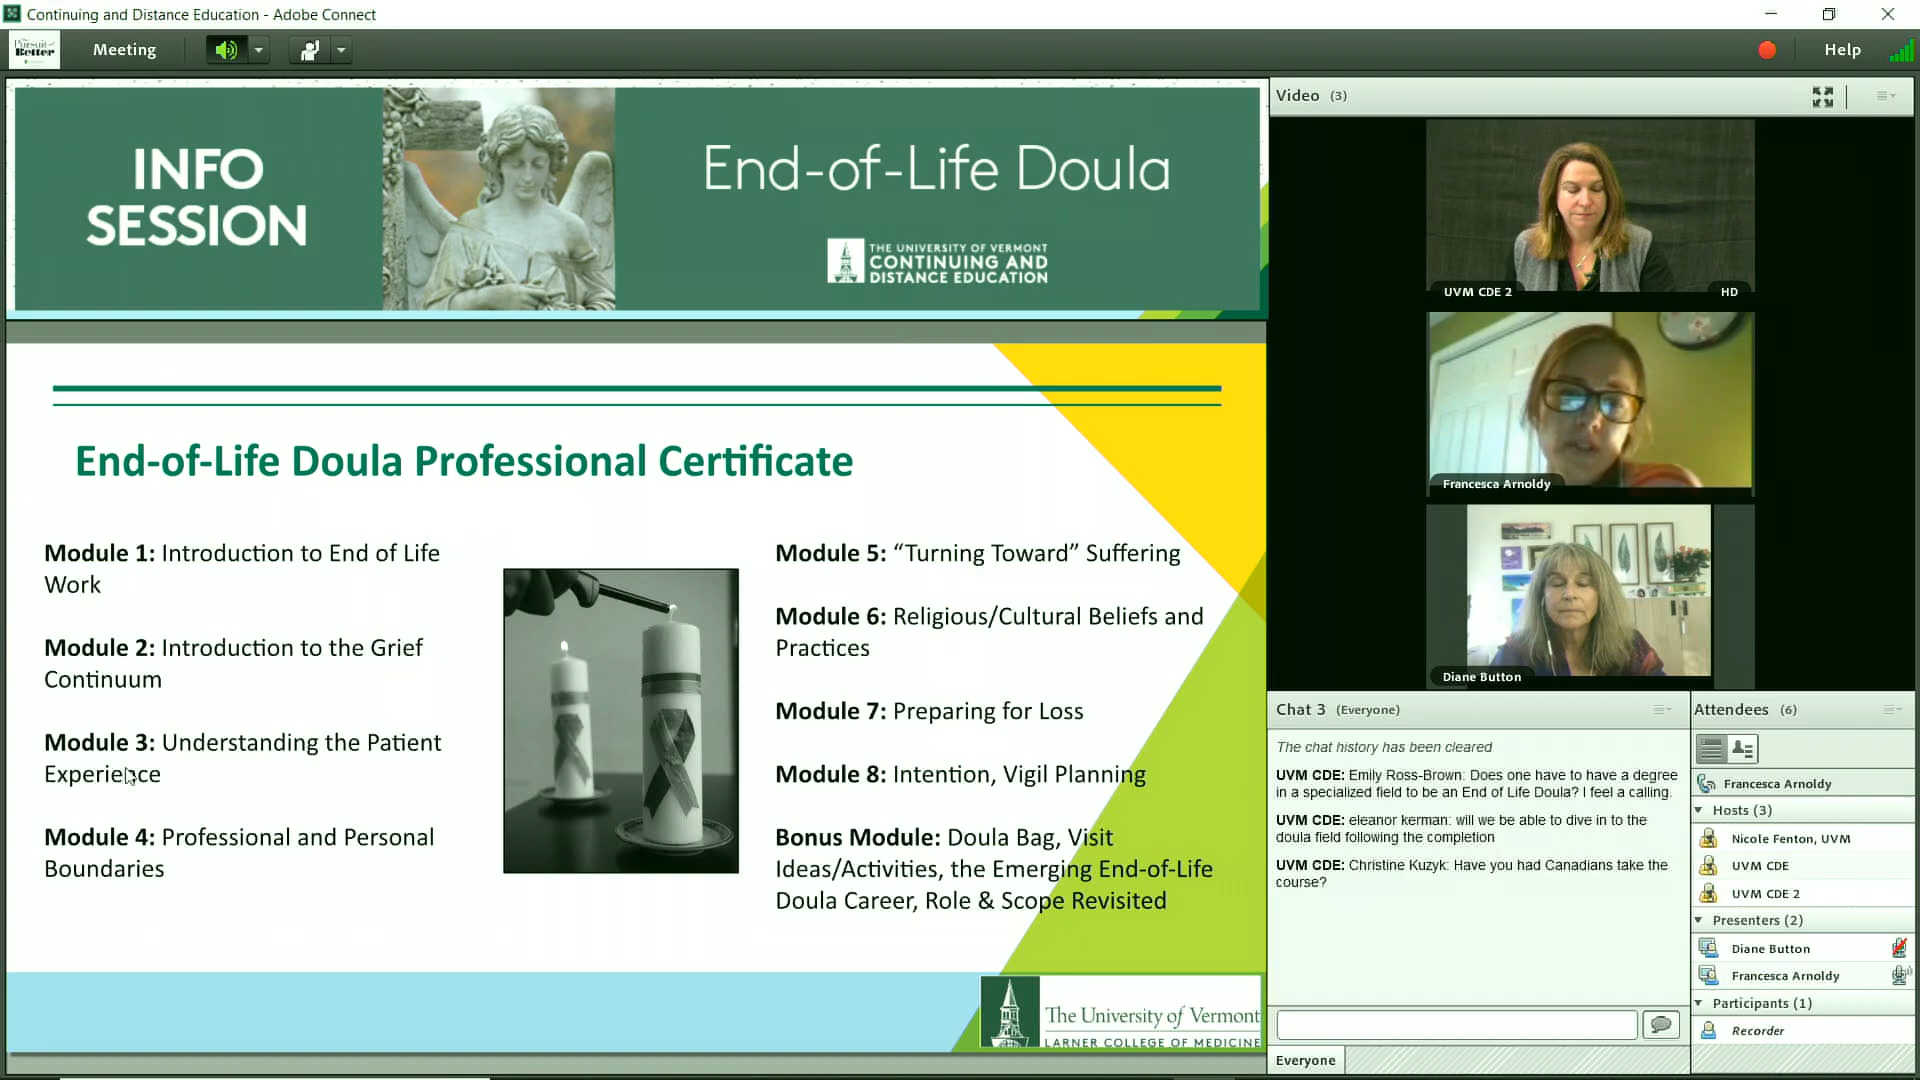 Continuing and Distance Education - Adobe Connect
Pursuit of
Better
Meeting
Help
INFO
SESSION
End-of-Life Doula
THE UNIVERSITY OF VERMONT
CONTINUING AND
DISTANCE EDUCATION
End-of-Life Doula Professional Certificate
Module 1: Introduction to End of Life
Work
Module 2: Introduction to the Grief
Continuum
Module 3: Understanding the Patient
Experience
Module 4: Professional and Personal
Boundaries
Module 5: “Turning Toward” Suffering
Module 6: Religious/Cultural Beliefs and
Practices
Module 7: Preparing for Loss
Module 8: Intention, Vigil Planning
Bonus Module: Doula Bag, Visit
Ideas/Activities, the Emerging End-of-Life
Doula Career, Role & Scope Revisited
The University of Vermont
LARNER COLLEGE OF MEDICINE
Video (3)
UVM CDE 2
HD
Francesca Arnoldy
Diane Button
Chat 3 (Everyone)
The chat history has been cleared
UVM CDE: Emily Ross-Brown: Does one have to have a degree
in a specialized field to be an End of Life Doula? I feel a calling.
UVM CDE: eleanor kerman: will we be able to dive in to the
doula field following the completion
UVM CDE: Christine Kuzyk: Have you had Canadians take the
course?
Everyone
Attendees (6)
Francesca Arnoldy
Hosts (3)
Nicole Fenton, UVM
UVM CDE
UVM CDE 2
Presenters (2)
Diane Button
Francesca Arnoldy
Participants (1)
Recorder